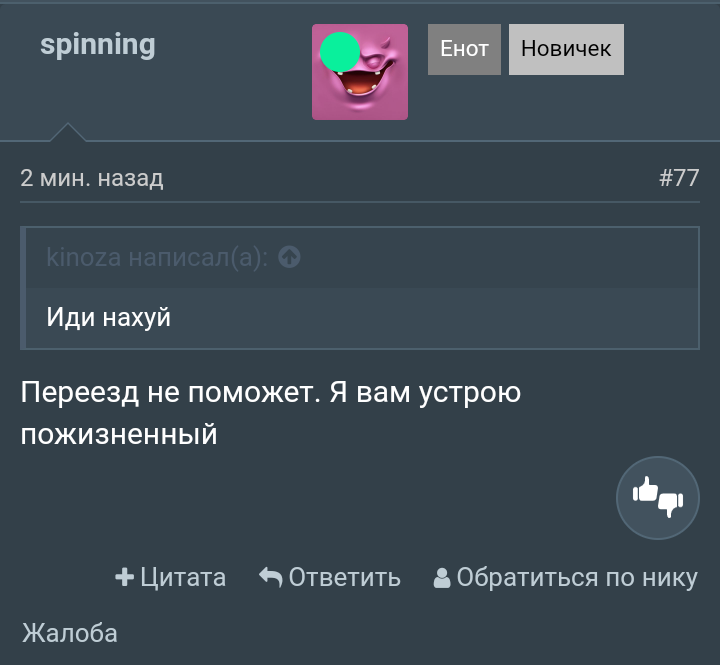 spinning
Енот
Новичек
2 мин. назад
#77
kinoza написал(а):
Иди нахуй
Переезд не поможет. Я вам устрою
пожизненный
Цитата
Ответить
Обратиться по нику
Жалоба